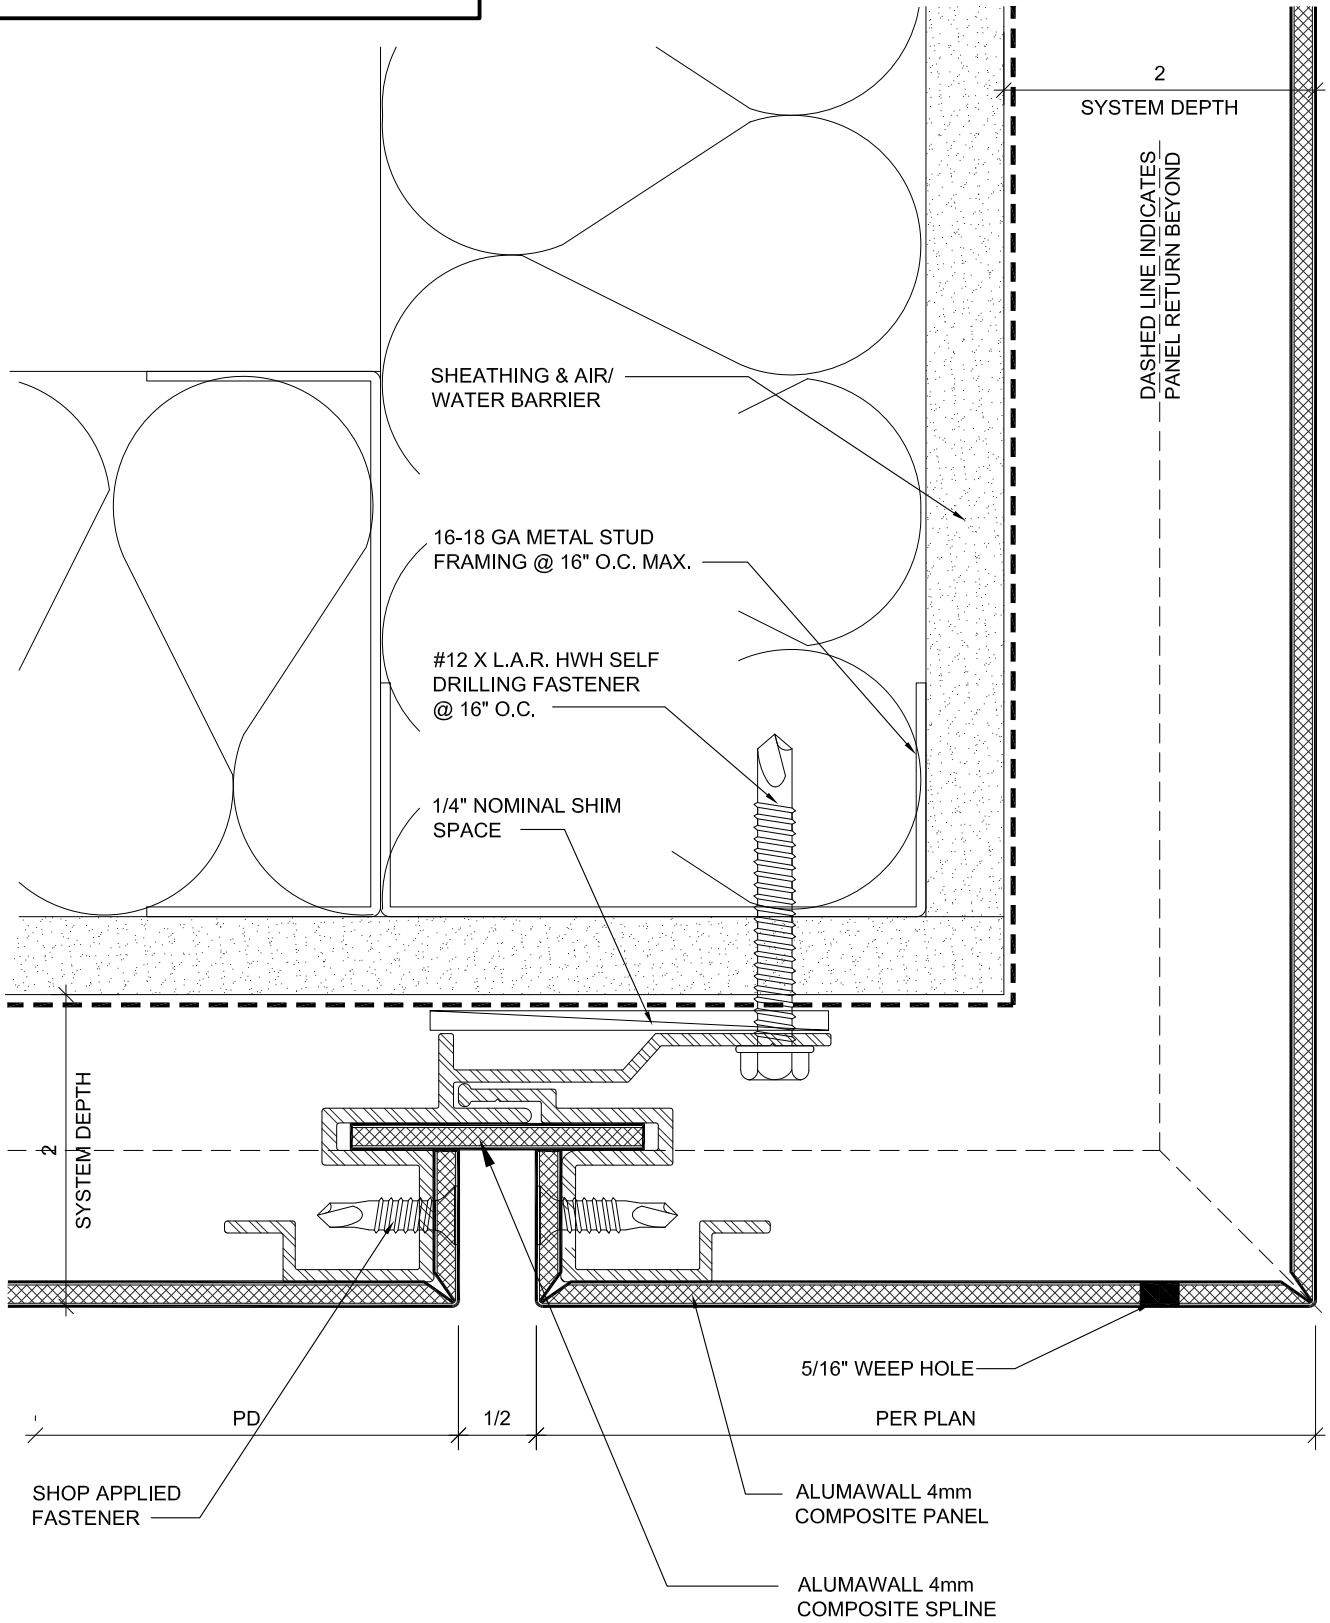 2
SYSTEM DEPTH
DASHED LINE INDICATES
PANEL RETURN BEYOND
SHEATHING & AIR/
WATER BARRIER
16-18 GA METAL STUD
FRAMING @ 16" O.C. MAX.
#12 X L.A.R. HWH SELF
DRILLING FASTENER
@ 16" O.C.
1/4" NOMINAL SHIM
SPACE
2
SYSTEM DEPTH
5/16" WEEP HOLE
PD
1/2
PER PLAN
SHOP APPLIED
FASTENER
ALUMAWALL 4mm
COMPOSITE PANEL
ALUMAWALL 4mm
COMPOSITE SPLINE